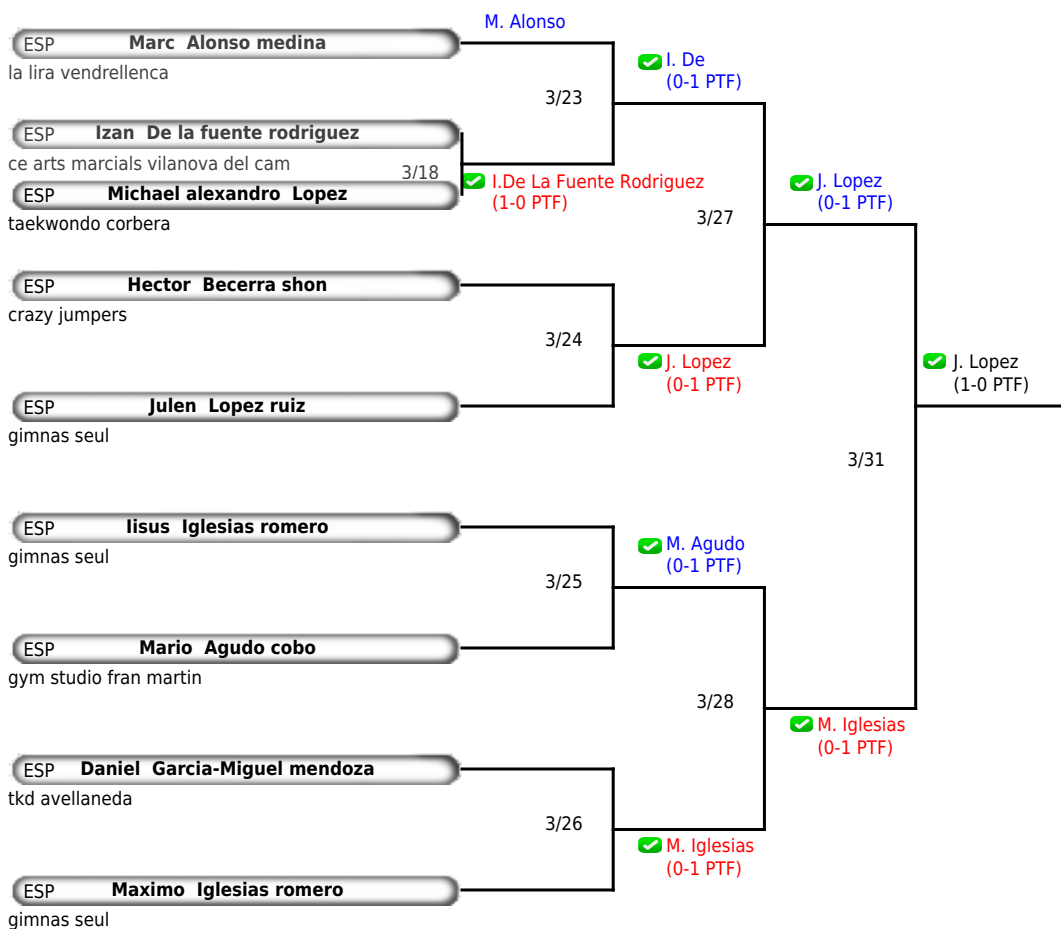 M. Alonso
ESP Marc Alonso medina
la lira vendrellenca
I. De
(0-1 PTF)
3/23
ESP Izan De la fuente rodriguez
ce arts marcials vilanova del cam
3/18
I.De La Fuente Rodriguez
(1-0 PTF)
ESP Michael alexandro Lopez
taekwondo corbera
J. Lopez
(0-1 PTF)
3/27
ESP Hector Becerra shon
crazy jumpers
3/24
J. Lopez
(0-1 PTF)
J. Lopez
(1-0 PTF)
ESP Julen Lopez ruiz
gimnas seul
3/31
ESP Iisus Iglesias romero
gimnas seul
M. Agudo
(0-1 PTF)
3/25
ESP Mario Agudo cobo
gym studio fran martin
3/28
M. Iglesias
(0-1 PTF)
ESP Daniel Garcia-Miguel mendoza
tkd avellaneda
3/26
M. Iglesias
(0-1 PTF)
ESP Maximo Iglesias romero
gimnas seul